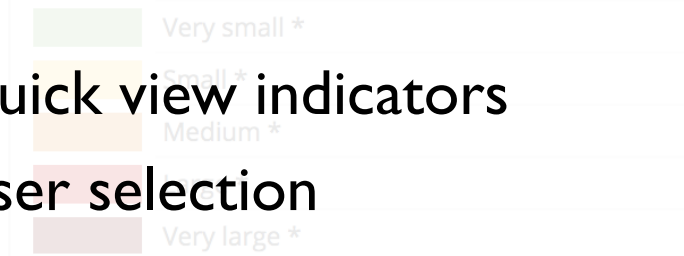 Very small *
Small *
uick view indicators
Medium *
ser selection
Very large *